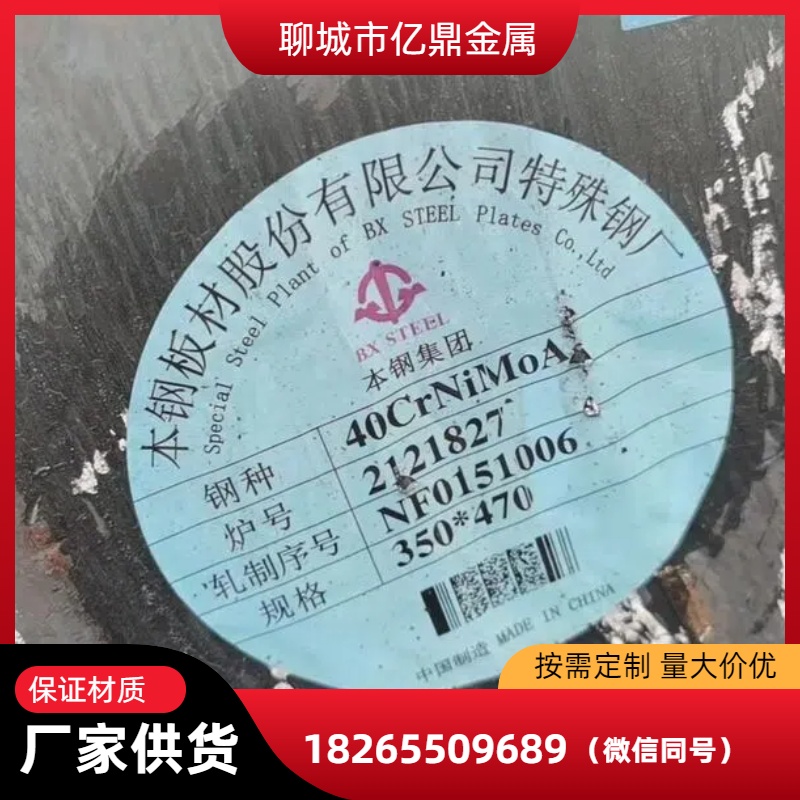 聊城市亿鼎金属
本钢板材股份有限公司特殊钢厂
Special Steel Plant of BX STEEL Plates Co.,Ltd
BX STEEL
本钢集团
钢种 40CrNiMoA
炉号 2121827
轧制序号 NF0151006
规格 350*470
中国制造 MADE IN CHINA
按需定制 量大价优
保证材质
厂家供货
18265509689（微信同号）